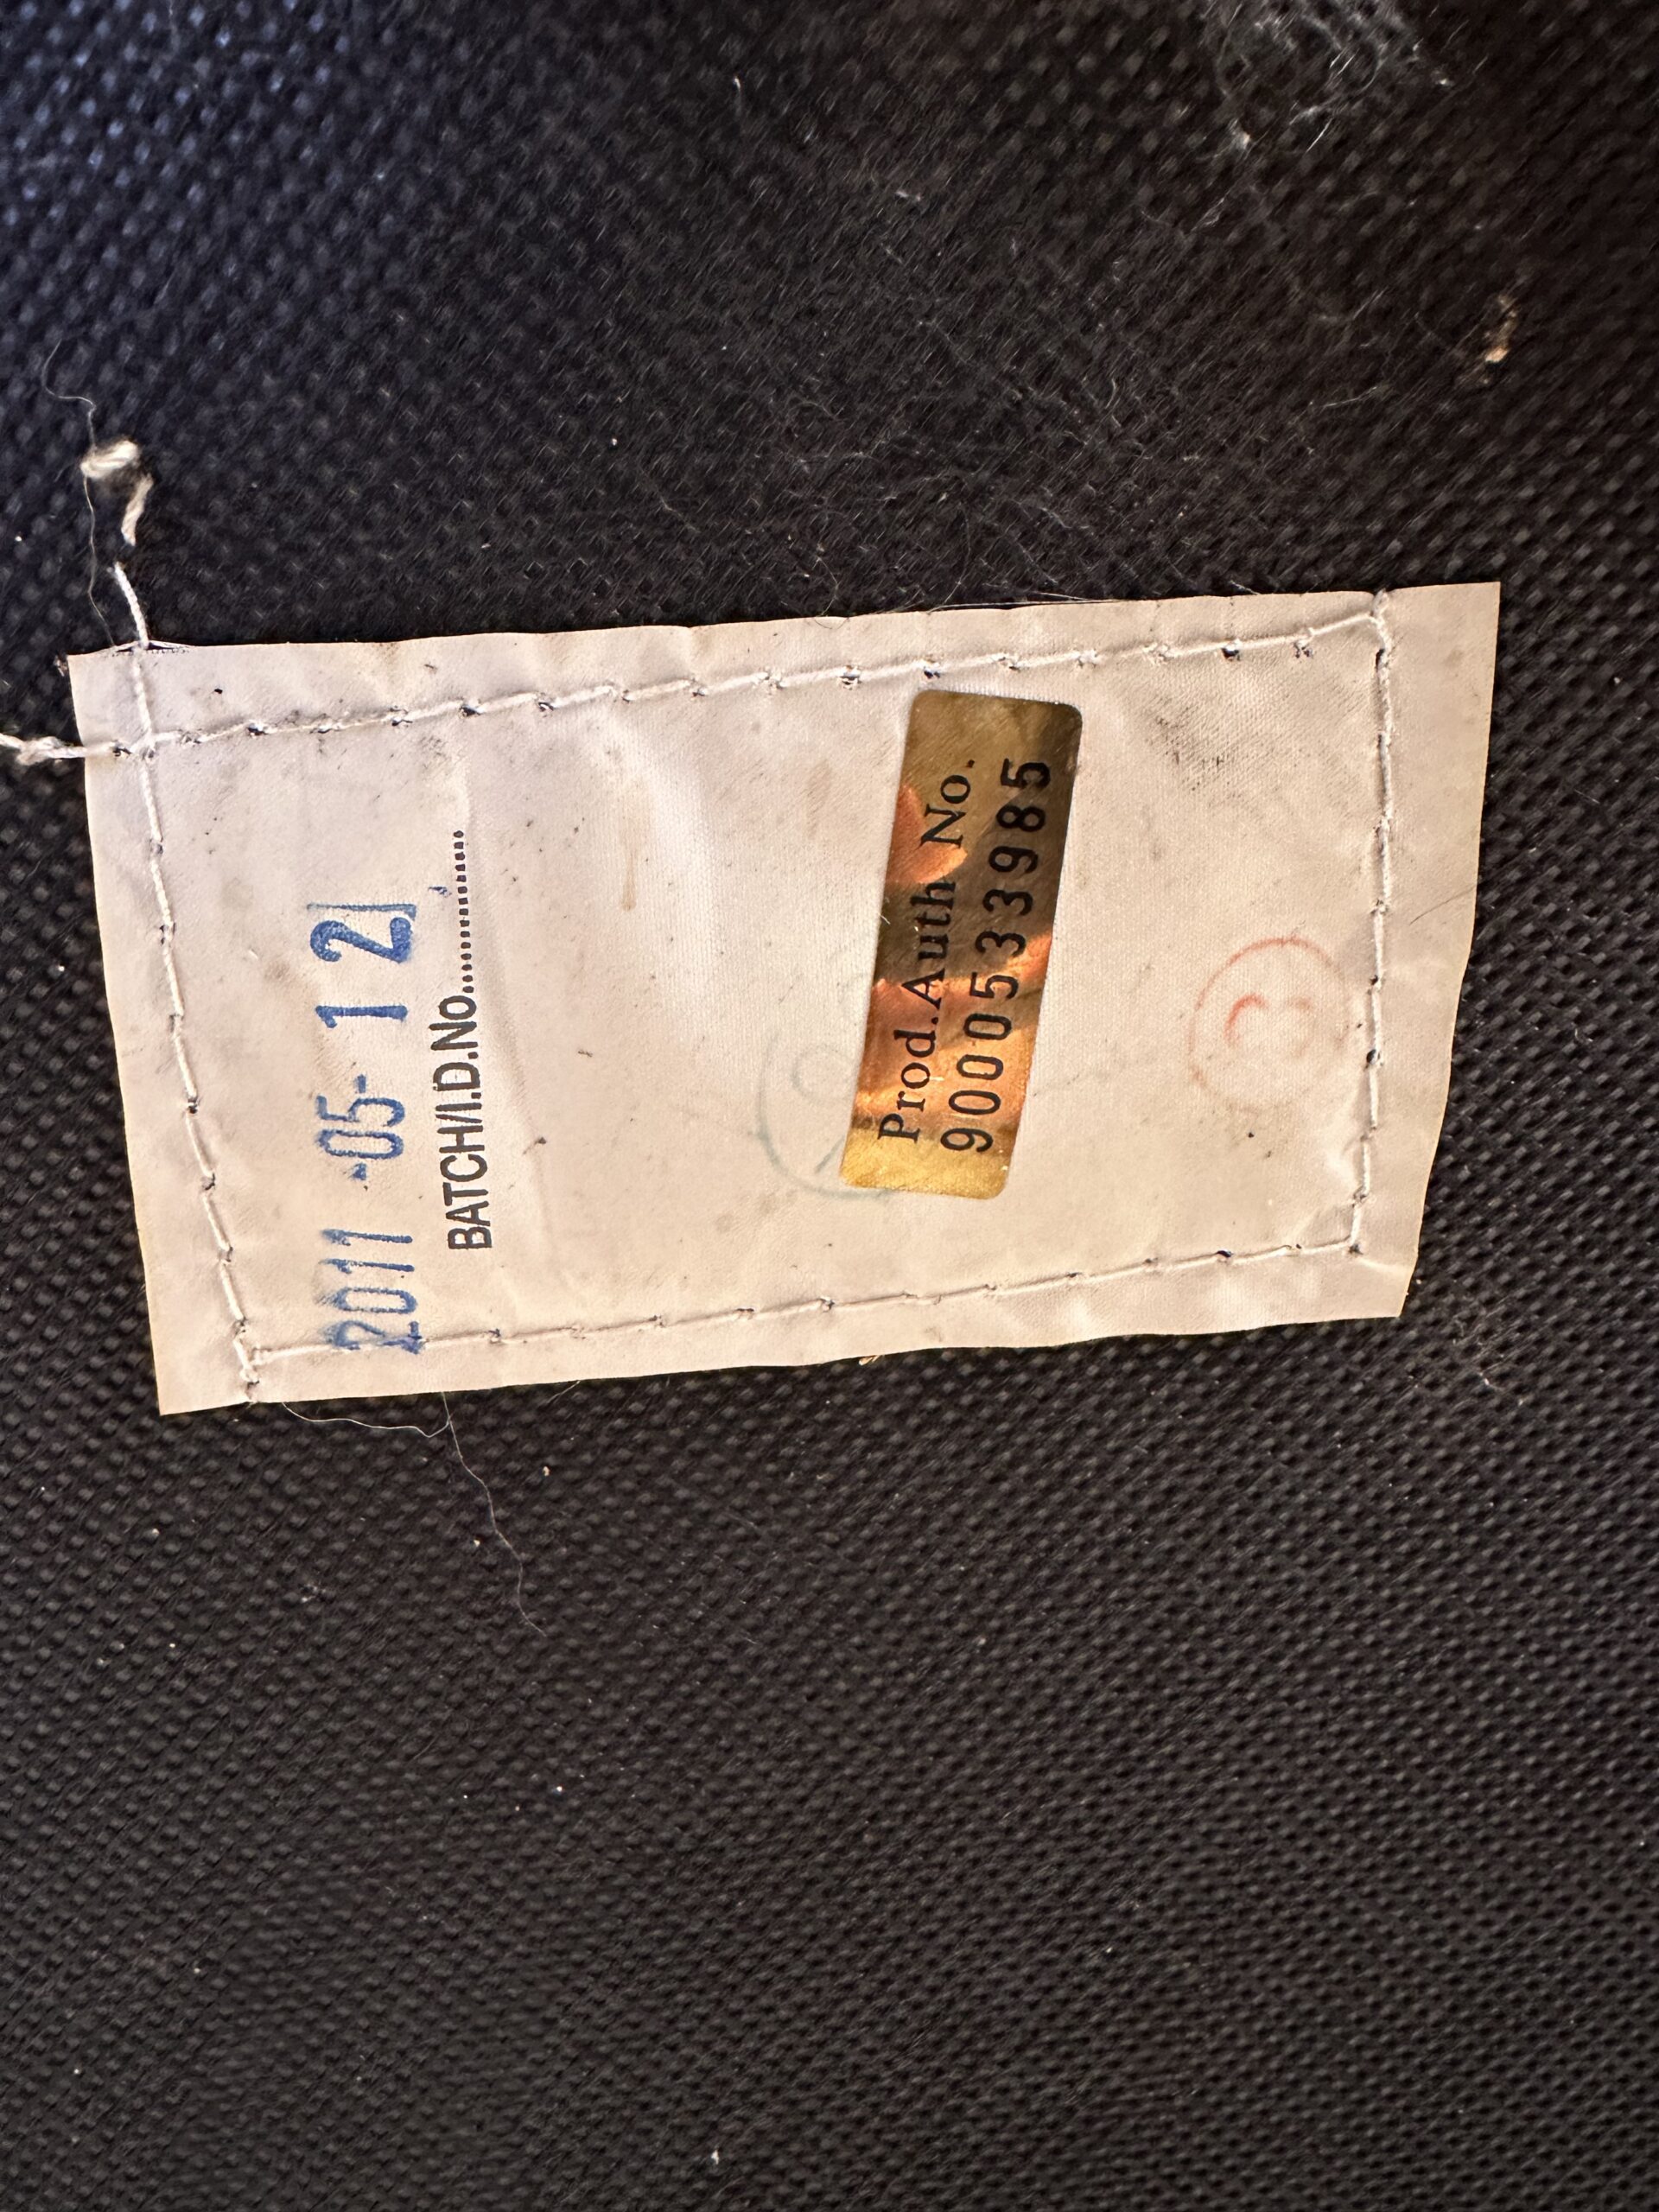 2011 -05- 12
BATCH/I.D.No....................
Prod.Auth No.
9000533985